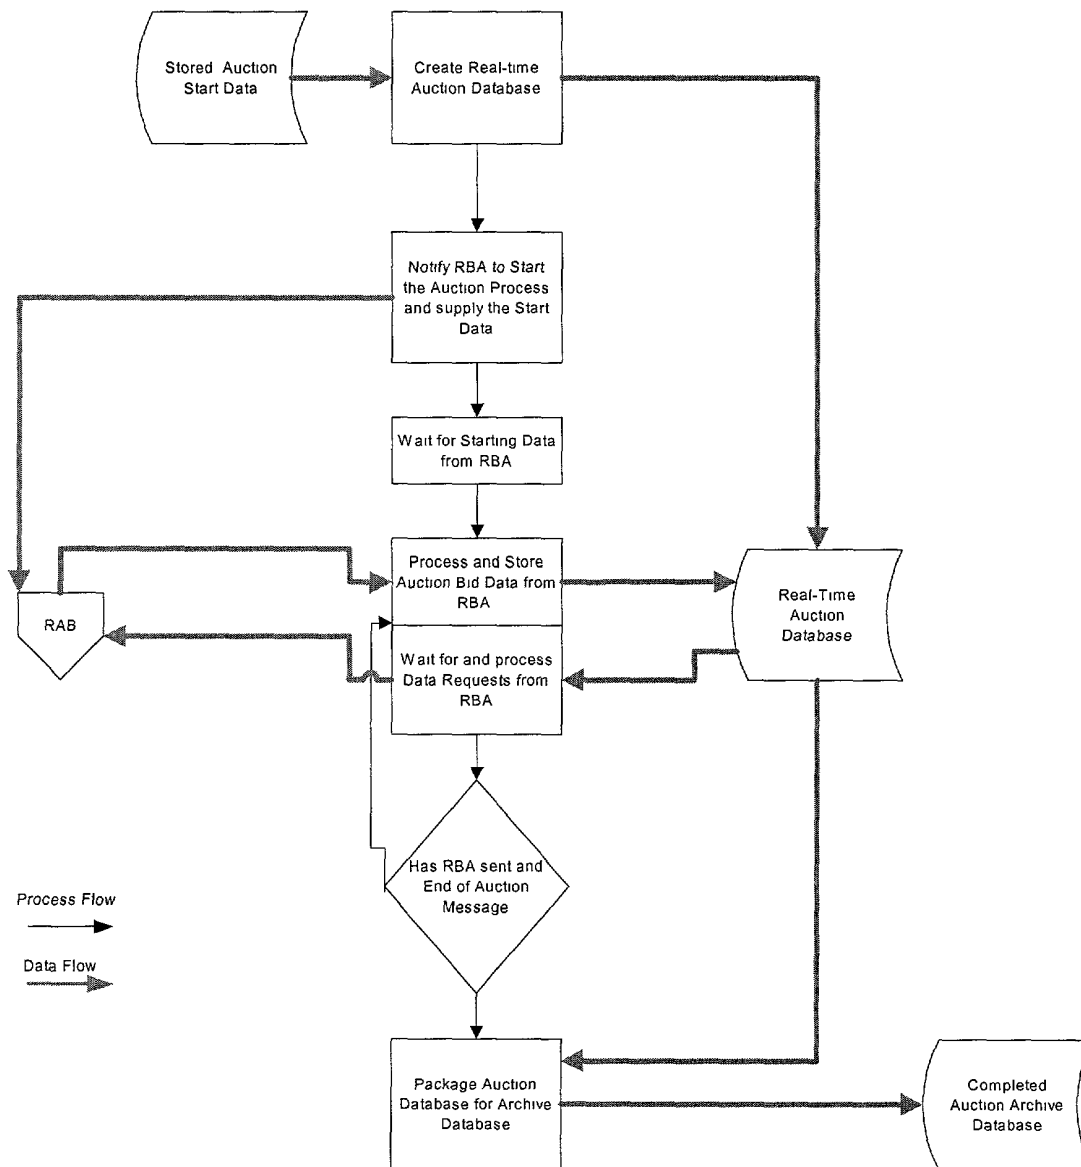 Stored Auction
Start Data
Create Real-time
Auction Database
Notify RBA to Start
the Auction Process
and supply the Start
Data
Wait for Starting Data
from RBA
Process and Store
Auction Bid Data from
RBA
Real-Time
Auction
Database
RAB
Wait for and process
Data Requests from
RBA
Has RBA sent and
End of Auction
Message
Process Flow
Data Flow
Package Auction
Database for Archive
Database
Completed
Auction Archive
Database